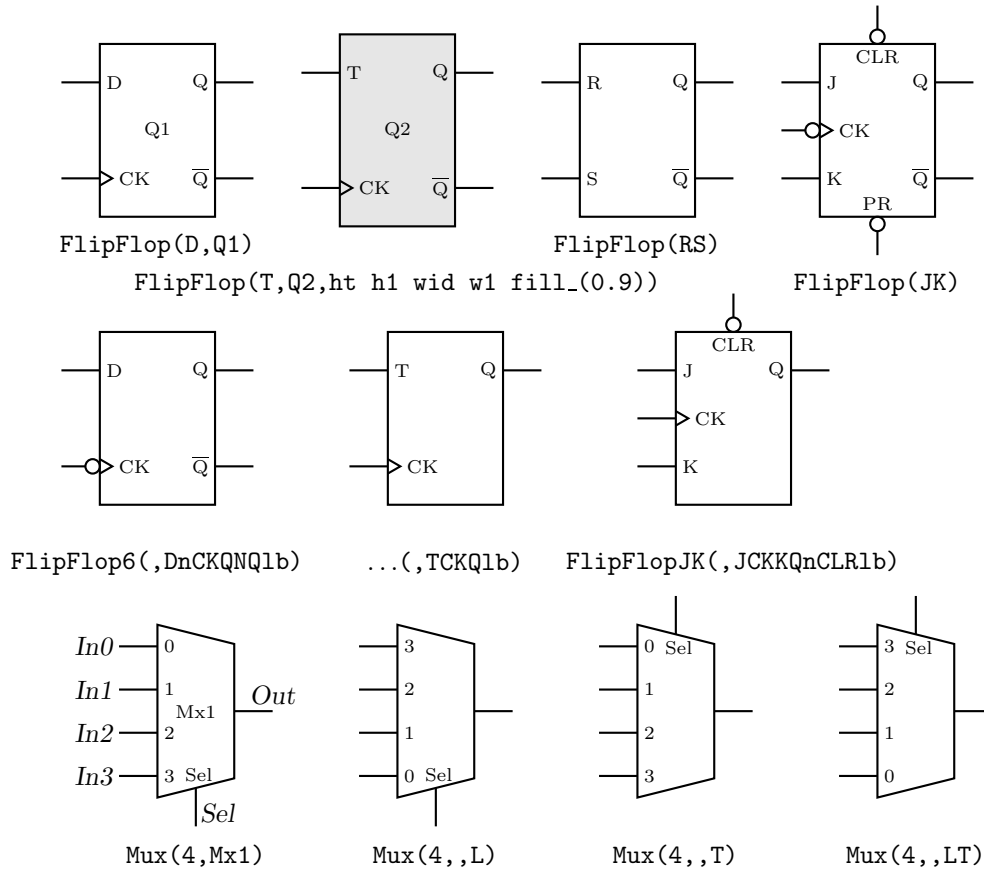 CLR
D Q T Q R Q J Q
Q1 Q2 CK
CK Q̅ CK Q̅ S Q̅ K Q̅
PR
FlipFlop(D,Q1) FlipFlop(RS)
FlipFlop(T,Q2,ht h1 wid w1 fill_(0.9)) FlipFlop(JK)
CLR
D Q T Q J Q
CK
CK Q̅ CK K
FlipFlop6(,DnCKQNQlb) ...(,TCKQlb) FlipFlopJK(,JCKKQnCLRlb)
In0 0 3 0 Sel 3 Sel
In1 1 Out 2 1 2
Mx1
In2 2 1 2 1
In3 3 Sel 0 Sel 3 0
Sel
Mux(4,Mx1) Mux(4,,L) Mux(4,,T) Mux(4,,LT)